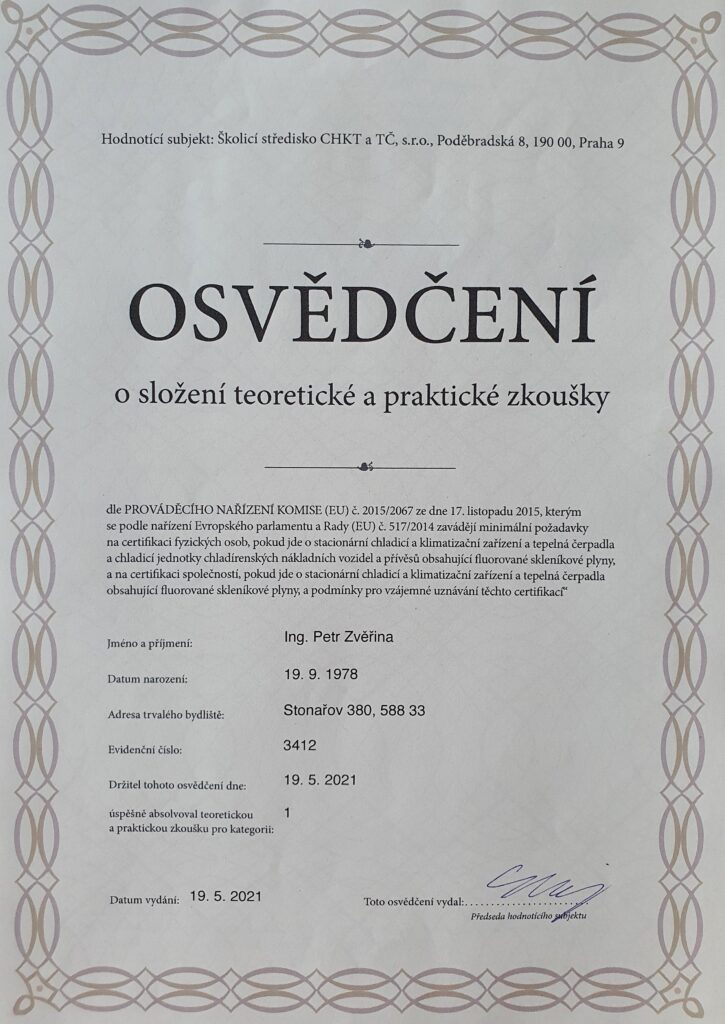 Hodnotící subjekt: Školicí středisko CHKT a TČ, s.r.o., Poděbradská 8, 190 00, Praha 9
OSVĚDČENÍ
o složení teoretické a praktické zkoušky
dle PROVÁDĚCÍHO NAŘÍZENÍ KOMISE (EU) č. 2015/2067 ze dne 17. listopadu 2015, kterým
se podle nařízení Evropského parlamentu a Rady (EU) č. 517/2014 zavádějí minimální požadavky
na certifikaci fyzických osob, pokud jde o stacionární chladicí a klimatizační zařízení a tepelná čerpadla
a chladicí jednotky chladírenských nákladních vozidel a přívěsů obsahující fluorované skleníkové plyny,
a na certifikaci společností, pokud jde o stacionární chladicí a klimatizační zařízení a tepelná čerpadla
obsahující fluorované skleníkové plyny, a podmínky pro vzájemné uznávání těchto certifikací“
Jméno a příjmení: Ing. Petr Zvěřina
Datum narození: 19. 9. 1978
Adresa trvalého bydliště: Stonařov 380, 588 33
Evidenční číslo: 3412
Držitel tohoto osvědčení dne: 19. 5. 2021
úspěšně absolvoval teoretickou 1
a praktickou zkoušku pro kategorii:
Datum vydání: 19. 5. 2021 Toto osvědčení vydal:
Předseda hodnotícího subjektu